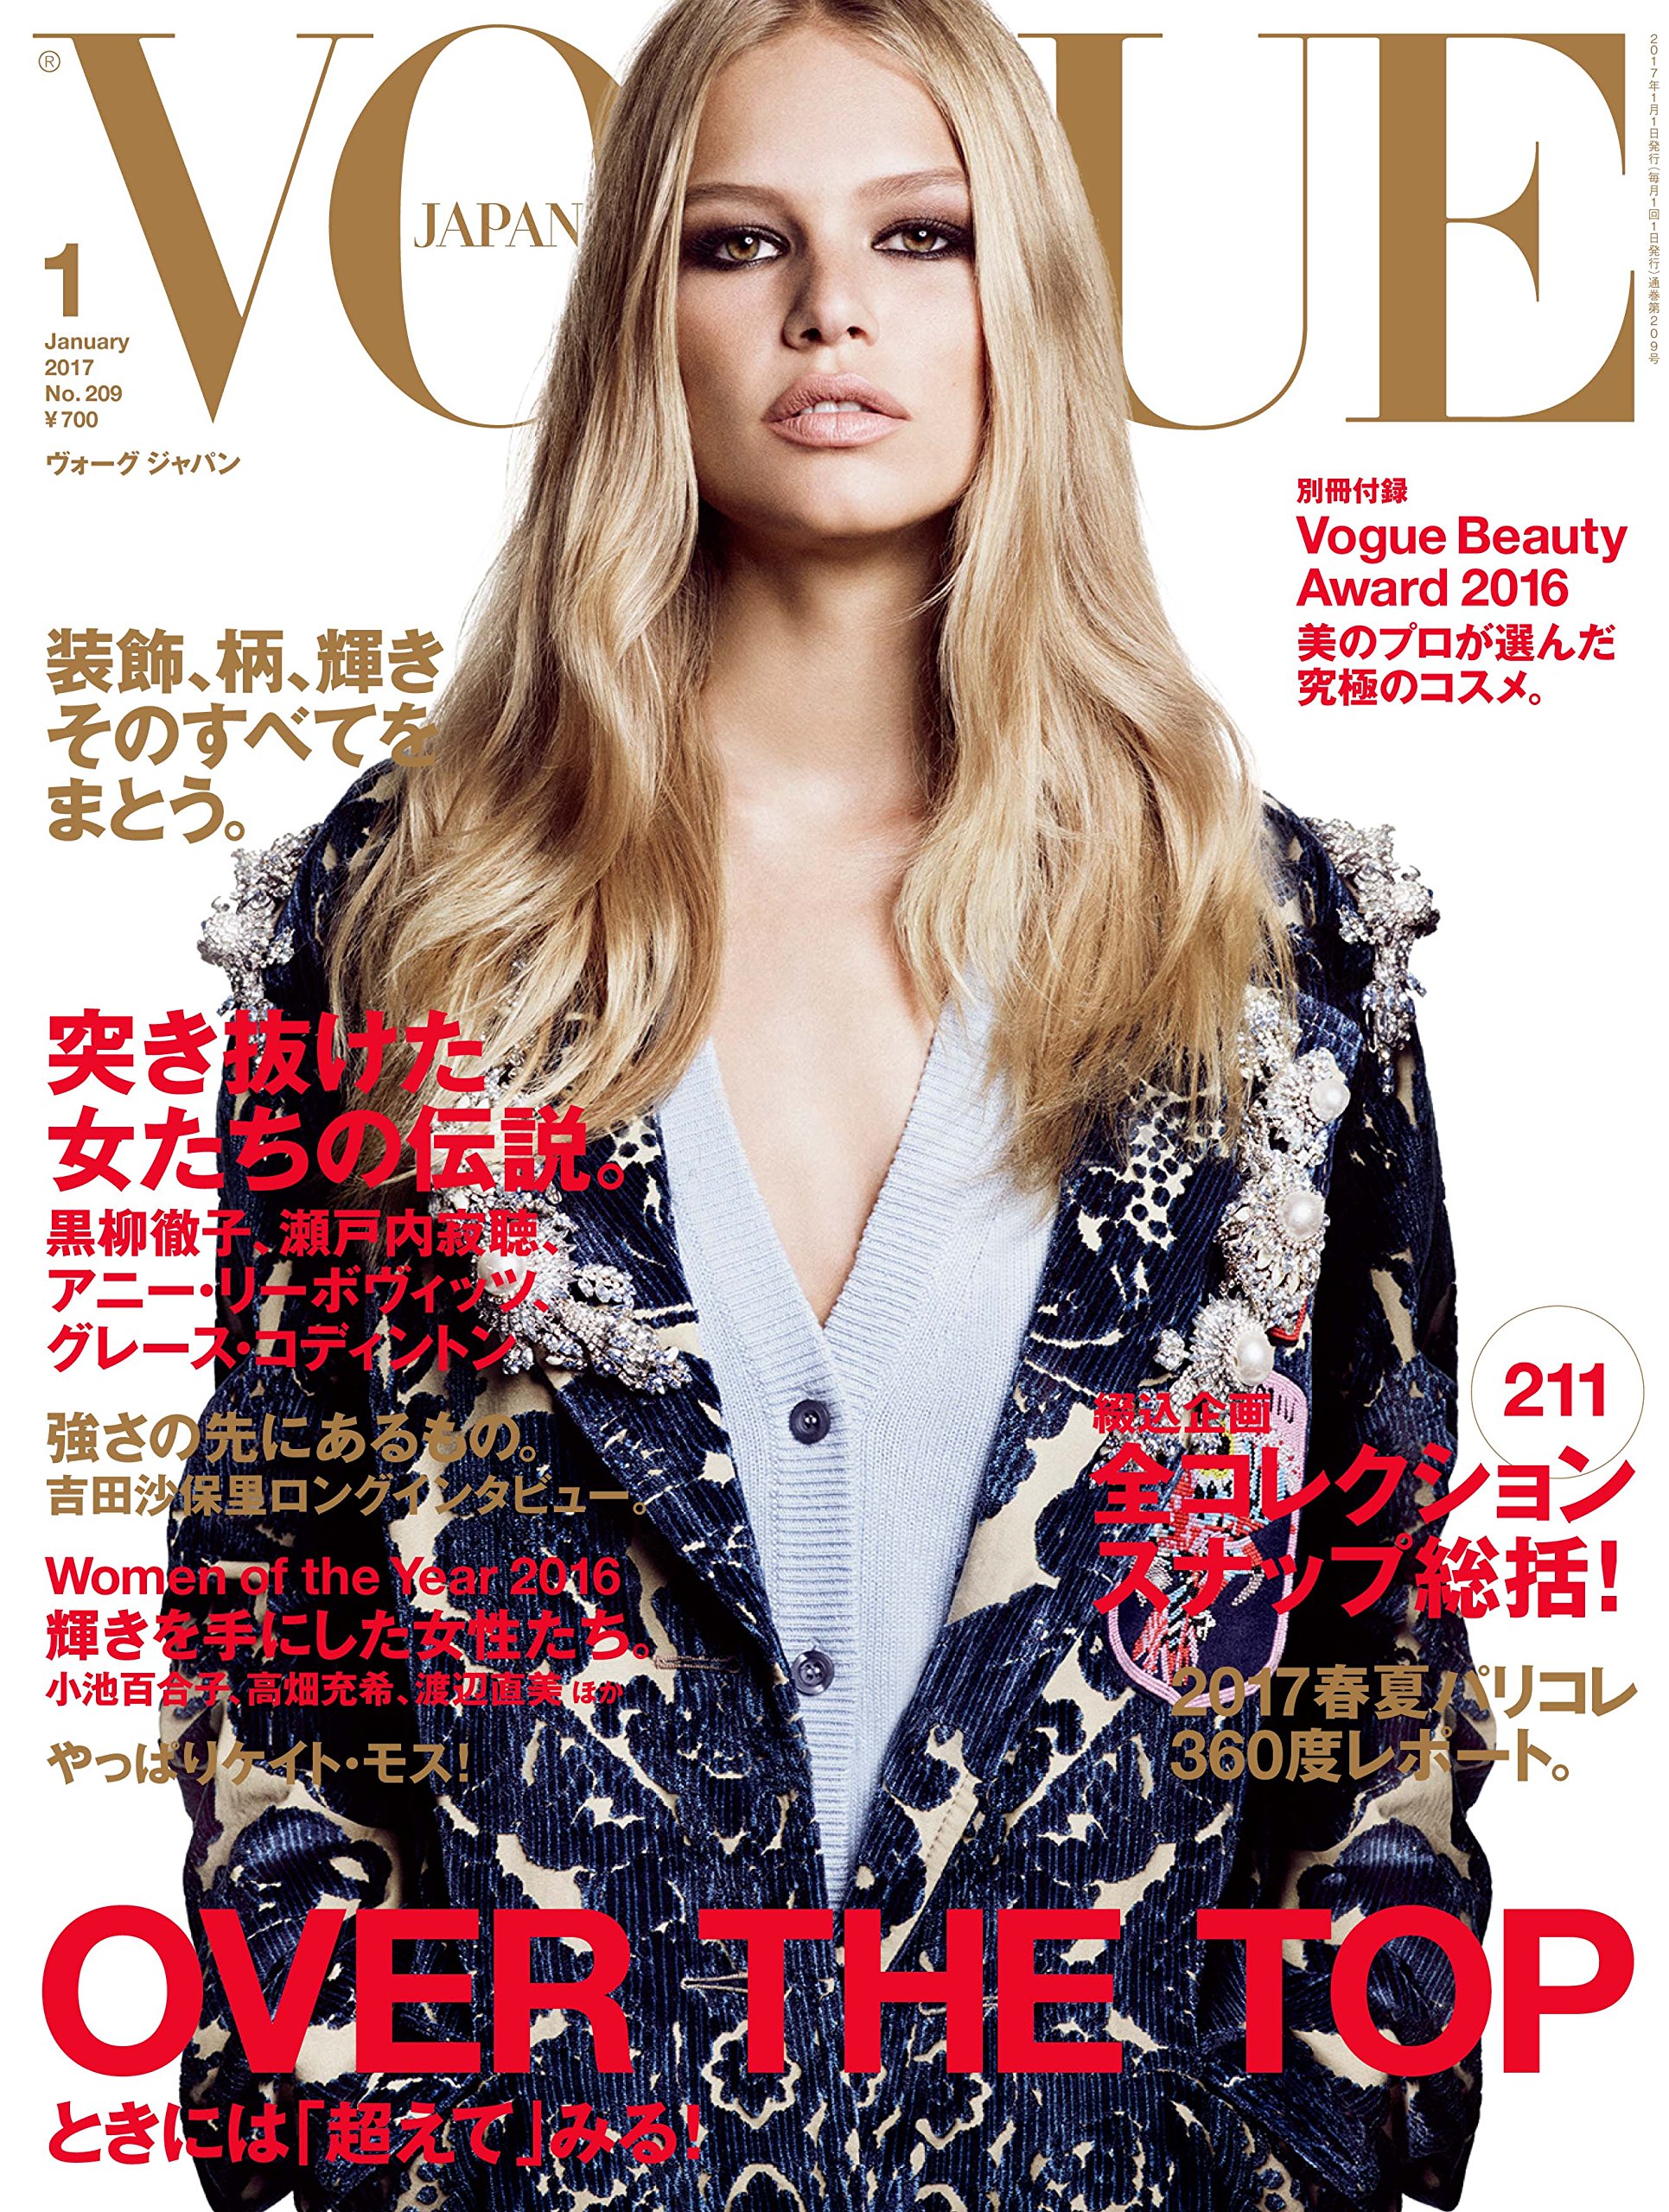 VOGUE
JAPAN
®
1
January
2017
No. 209
¥700
ヴォーグ ジャパン
2017年1月1日発行(毎月1回1日発行)通巻第209号
別冊付録
Vogue Beauty
Award 2016
美のプロが選んだ
究極のコスメ。
装飾、柄、輝き
そのすべてを
まとう。
突き抜けた
女たちの伝説。
黒柳徹子、瀬戸内寂聴、
アニー・リーボヴィッツ、
グレース・コディントン
強さの先にあるもの。
吉田沙保里ロングインタビュー。
Women of the Year 2016
輝きを手にした女性たち。
小池百合子、高畑充希、渡辺直美 ほか
やっぱりケイト・モス!
211
綴込企画
全コレクション
スナップ総括!
2017春夏パリコレ
360度レポート。
OVER THE TOP
ときには「超えて」みる!